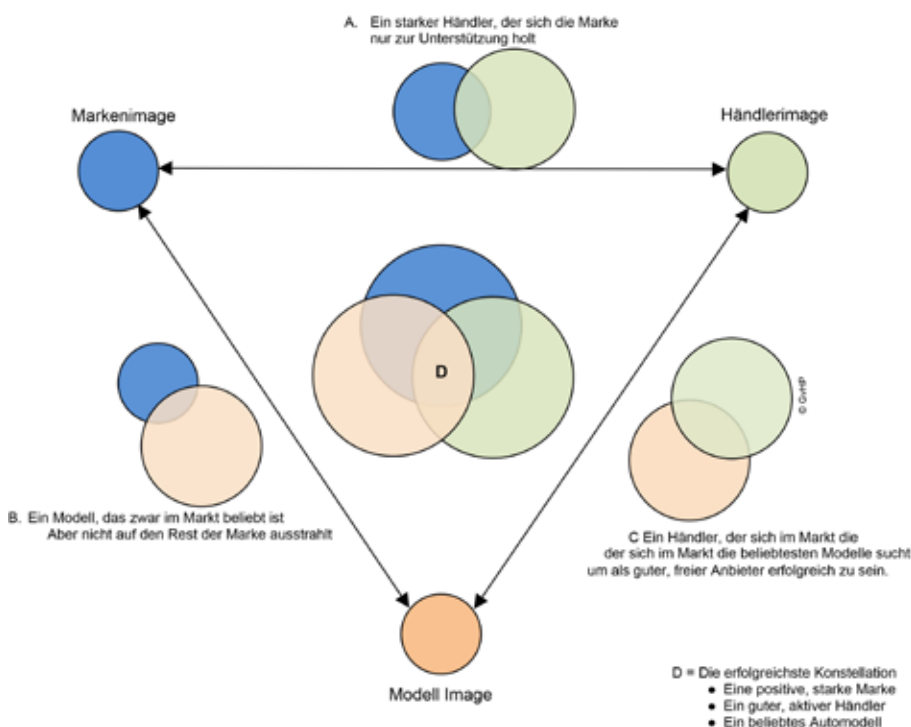 A. Ein starker Händler, der sich die Marke
nur zur Unterstützung holt
Markenimage
Händlerimage
D
© GvHP
B. Ein Modell, das zwar im Markt beliebt ist
Aber nicht auf den Rest der Marke ausstrahlt
C Ein Händler, der sich im Markt die
der sich im Markt die beliebtesten Modelle sucht
um als guter, freier Anbieter erfolgreich zu sein.
Modell Image
D = Die erfolgreichste Konstellation
• Eine positive, starke Marke
• Ein guter, aktiver Händler
• Ein beliebtes Automodell